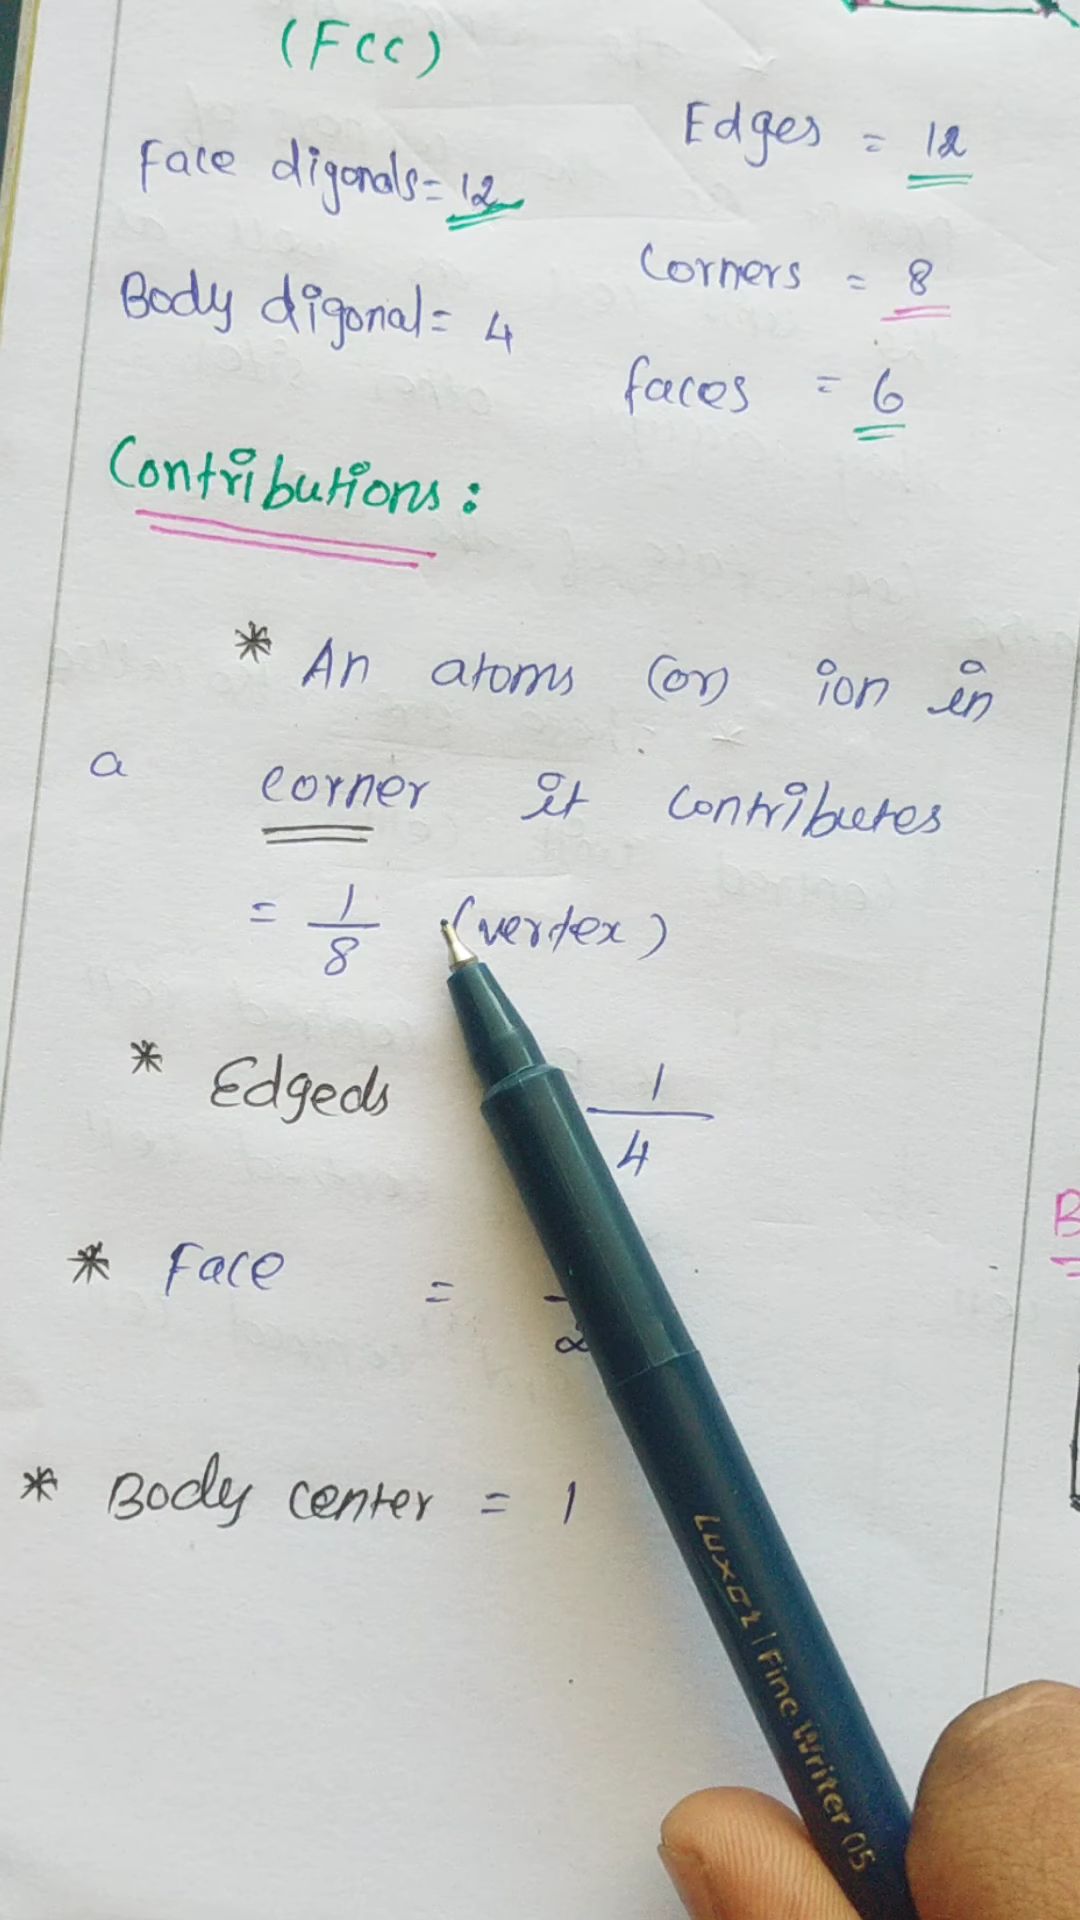 (Fcc)
Face digonals = 12
Edges = 12
Body digonal = 4
Corners = 8
faces = 6
Contributions :
* An atoms (or) ion in
a corner it contributes
= 1/8 (vertex)
* Edgeds 1/4
* Face = 2
* Body center = 1
B
LUXOR | Fine Writer 05